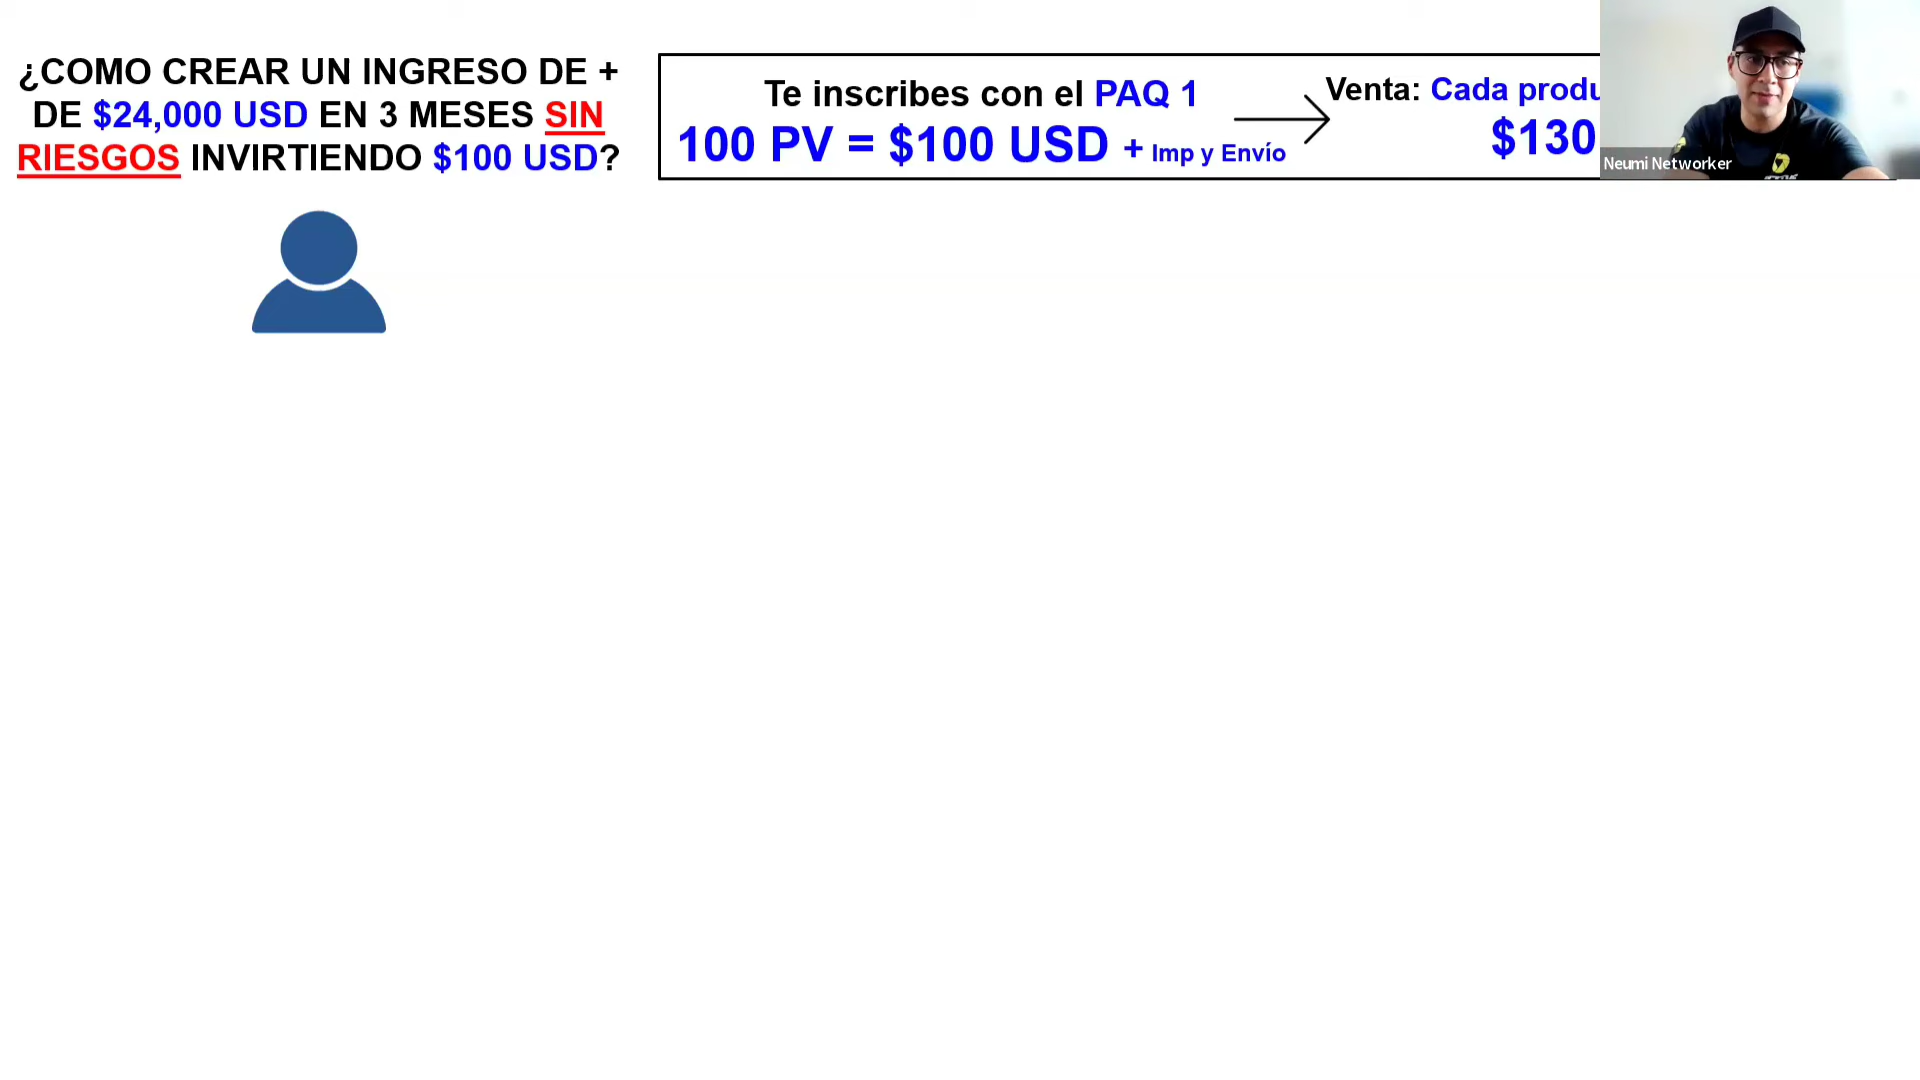 ¿COMO CREAR UN INGRESO DE +
DE $24,000 USD EN 3 MESES SIN
RIESGOS INVIRTIENDO $100 USD?
Te inscribes con el PAQ 1
100 PV = $100 USD + Imp y Envío
Venta: Cada
$130
Neumi Networker